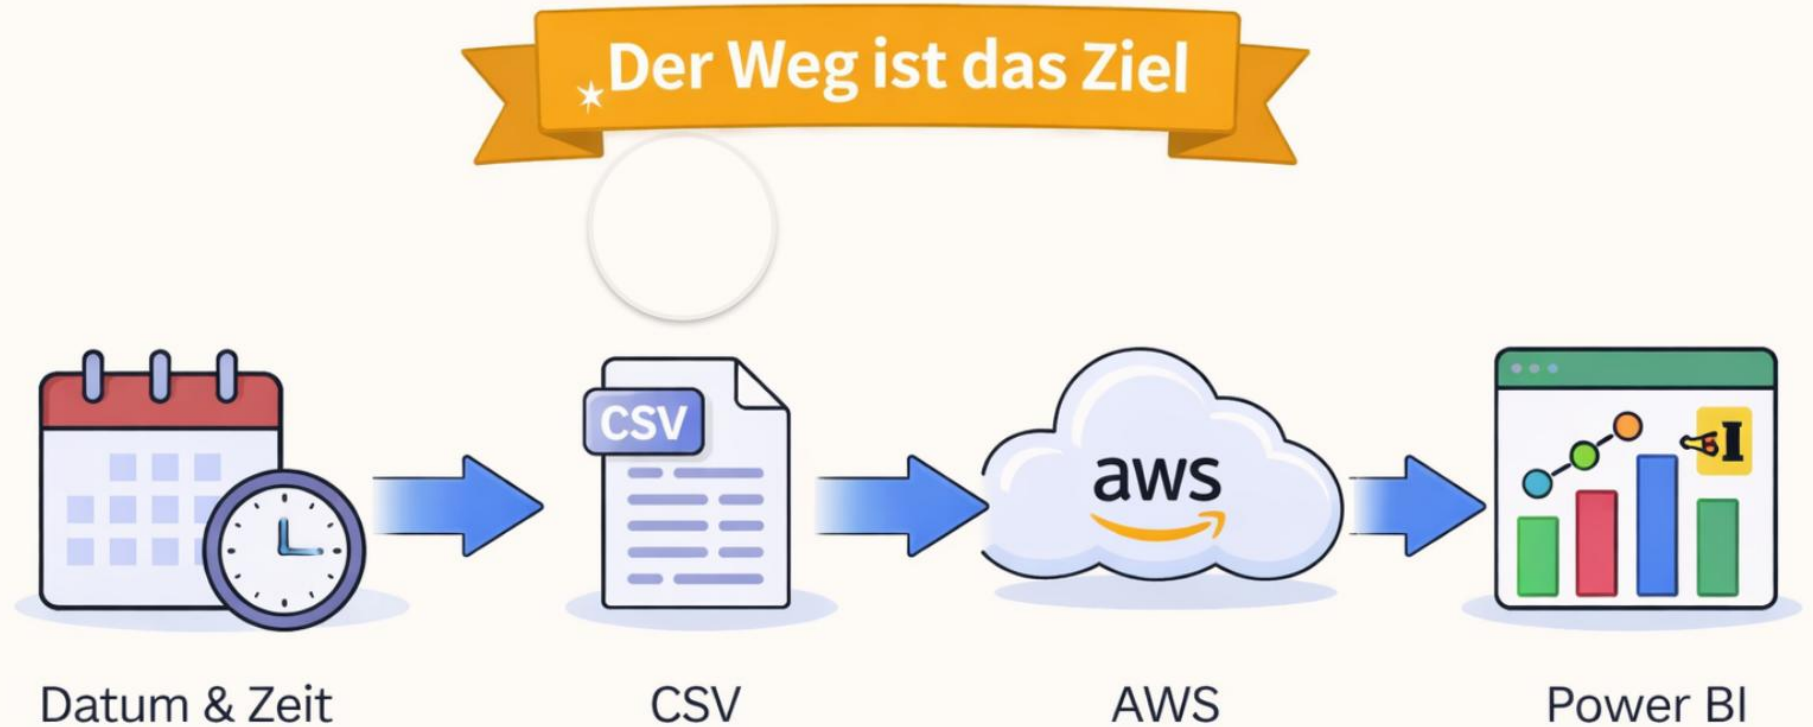 Der Weg ist das Ziel
CSV
aws
Datum & Zeit
CSV
AWS
Power BI